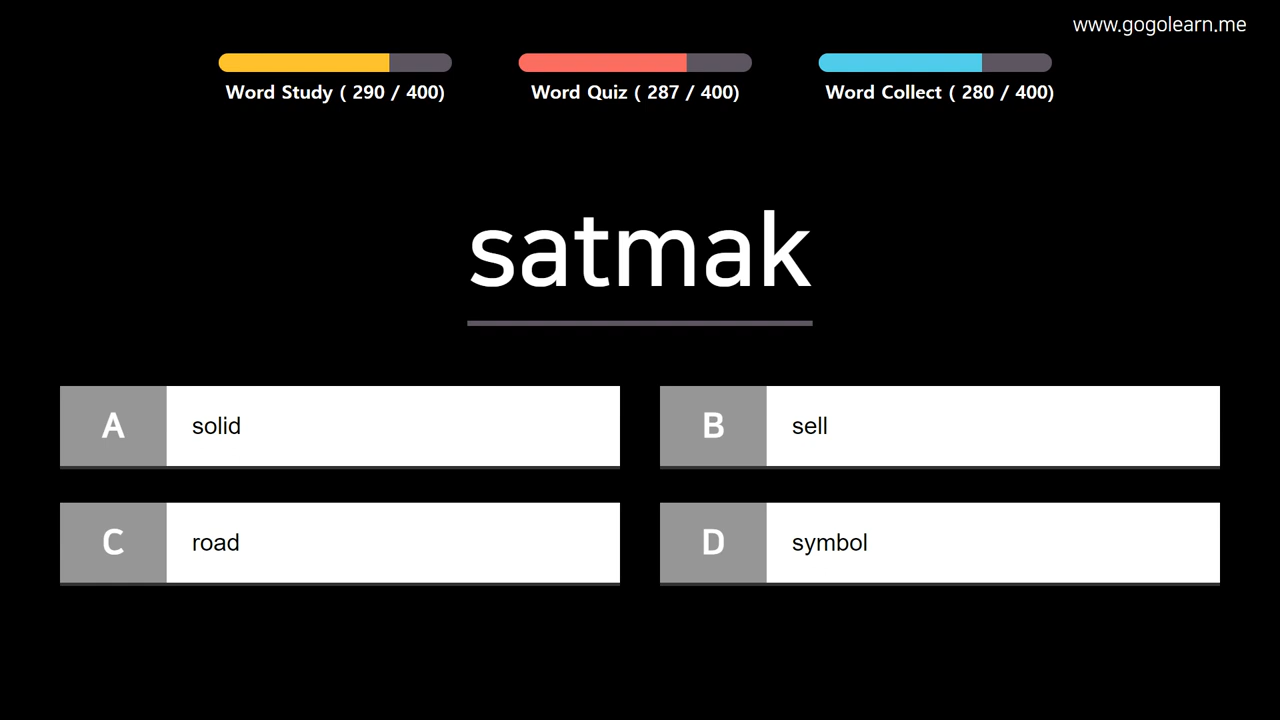 www.gogolearn.me
Word Study ( 290 / 400)
Word Quiz ( 287 / 400)
Word Collect ( 280 / 400)
satmak
A solid
B sell
C road
D symbol